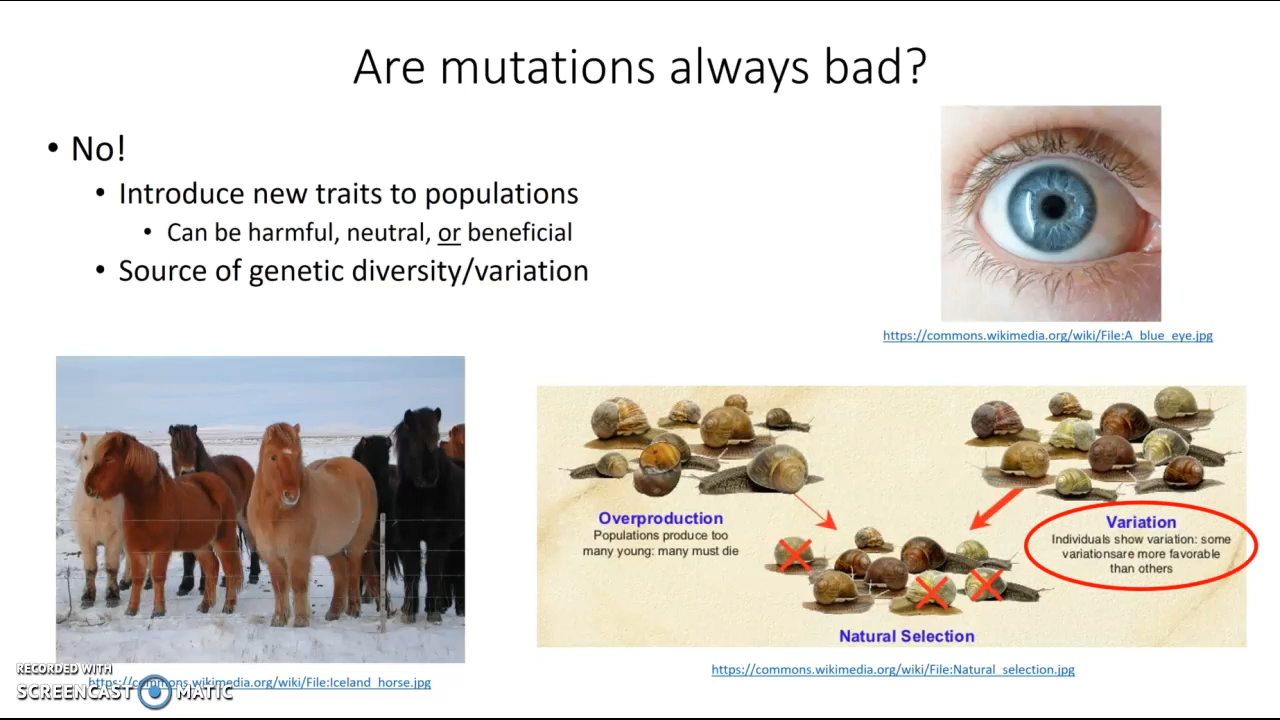 Are mutations always bad?
• No!
• Introduce new traits to populations
• Can be harmful, neutral, or beneficial
• Source of genetic diversity/variation
https://commons.wikimedia.org/wiki/File:A_blue_eye.jpg
Overproduction
Populations produce too
many young: many must die
Variation
Individuals show variation: some
variationsare more favorable
than others
Natural Selection
https://commons.wikimedia.org/wiki/File:Natural_selection.jpg
https://commons.wikimedia.org/wiki/File:Iceland_horse.jpg
RECORDED WITH
SCREENCAST MATIC